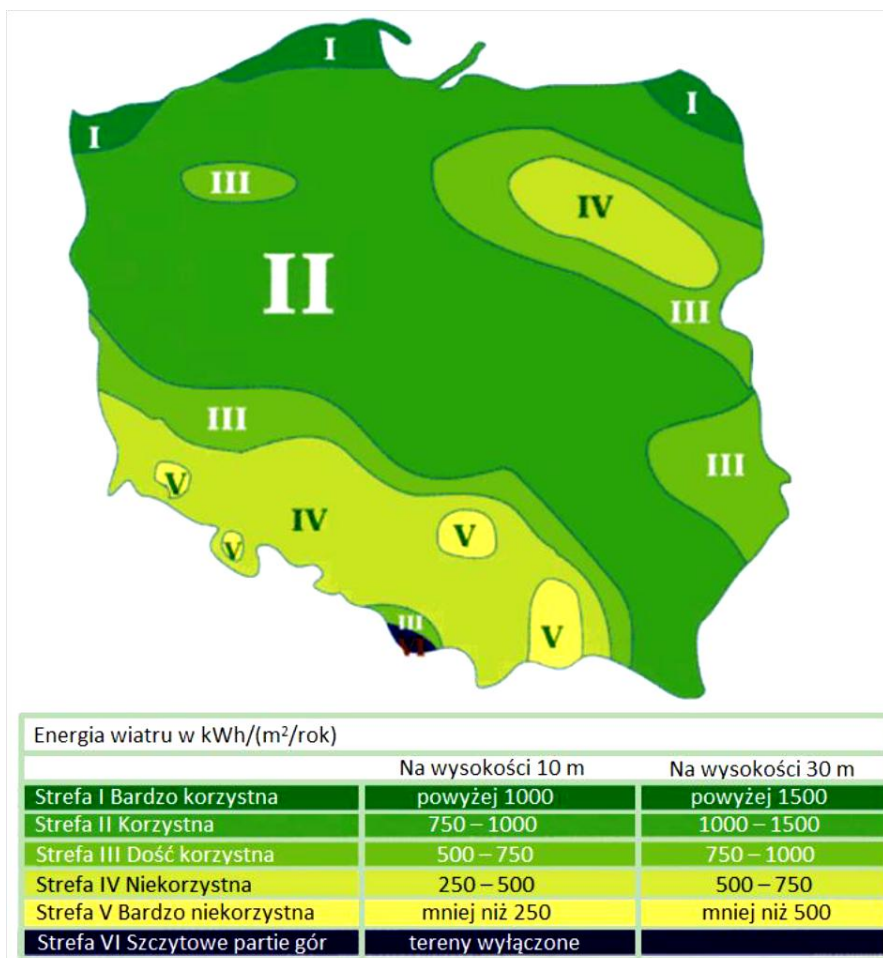 I
I
I
III
IV
II
III
III
III
V
IV
V
V
V
III
VI
Energia wiatru w kWh/(m²/rok)
Na wysokości 10 m Na wysokości 30 m
Strefa I Bardzo korzystna powyżej 1000 powyżej 1500
Strefa II Korzystna 750 – 1000 1000 – 1500
Strefa III Dość korzystna 500 – 750 750 – 1000
Strefa IV Niekorzystna 250 – 500 500 – 750
Strefa V Bardzo niekorzystna mniej niż 250 mniej niż 500
Strefa VI Szczytowe partie gór tereny wyłączone